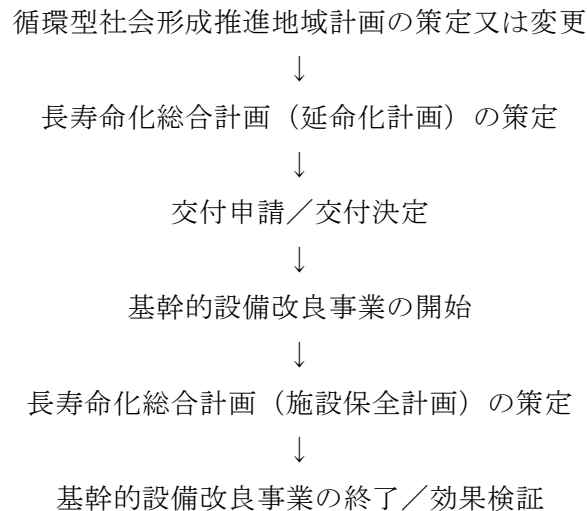 循環型社会形成推進地域計画の策定又は変更
↓
長寿命化総合計画（延命化計画）の策定
↓
交付申請／交付決定
↓
基幹的設備改良事業の開始
↓
長寿命化総合計画（施設保全計画）の策定
↓
基幹的設備改良事業の終了／効果検証